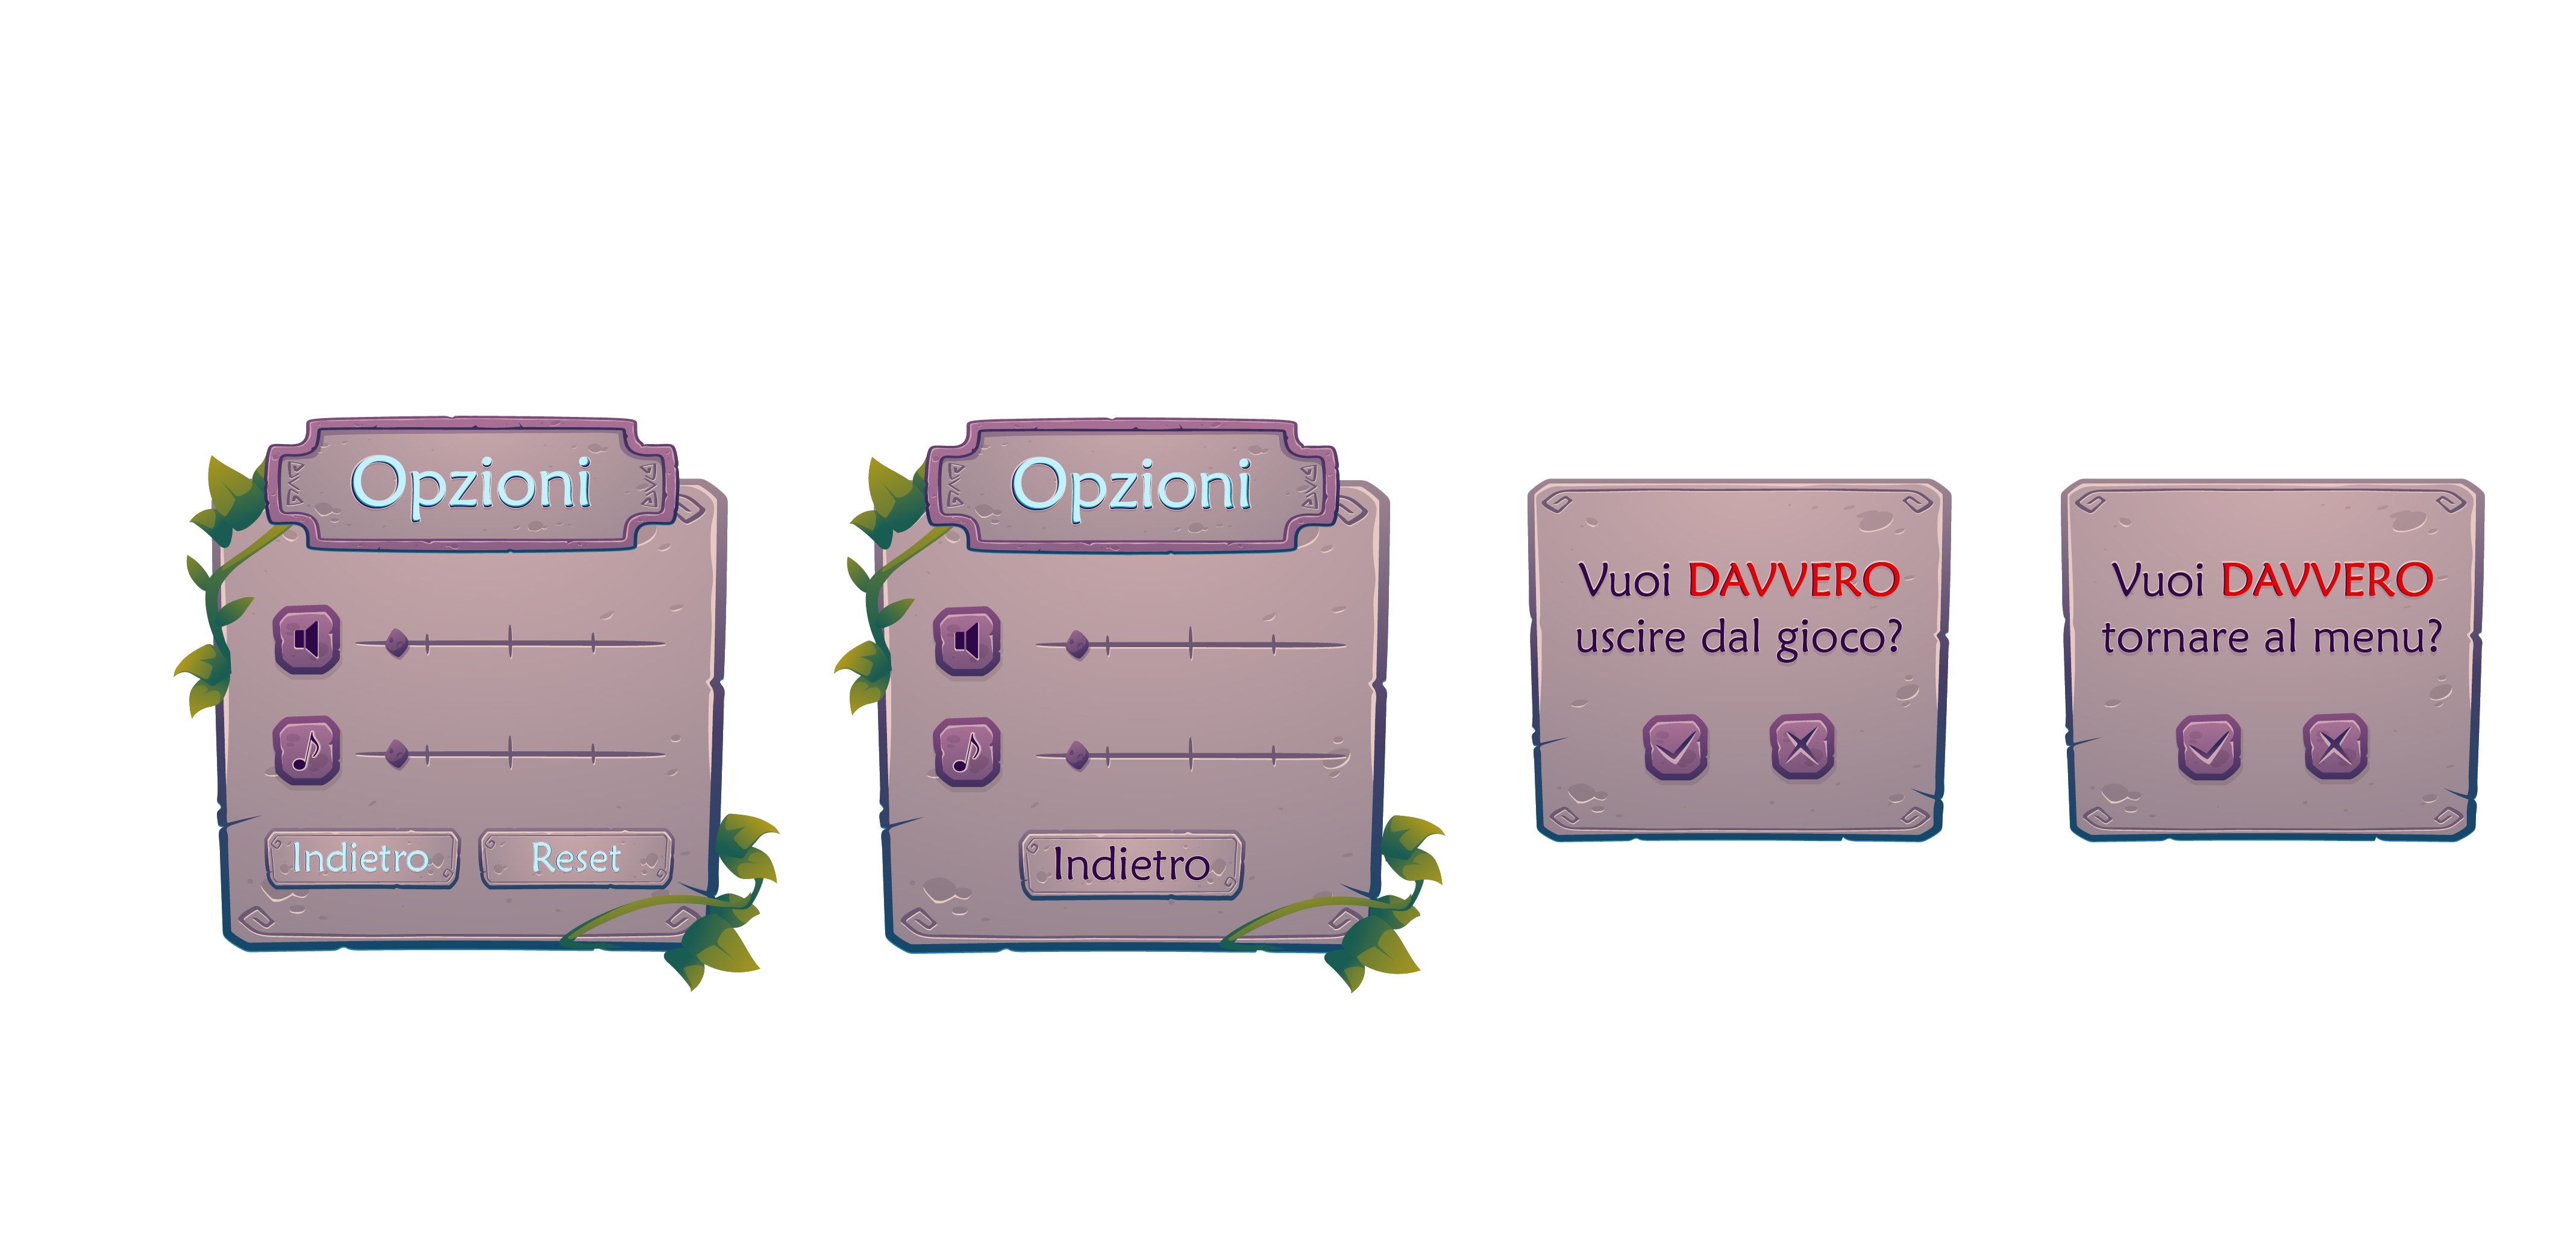 Opzioni
Indietro
Reset
Opzioni
Indietro
Vuoi DAVVERO
uscire dal gioco?
Vuoi DAVVERO
tornare al menu?